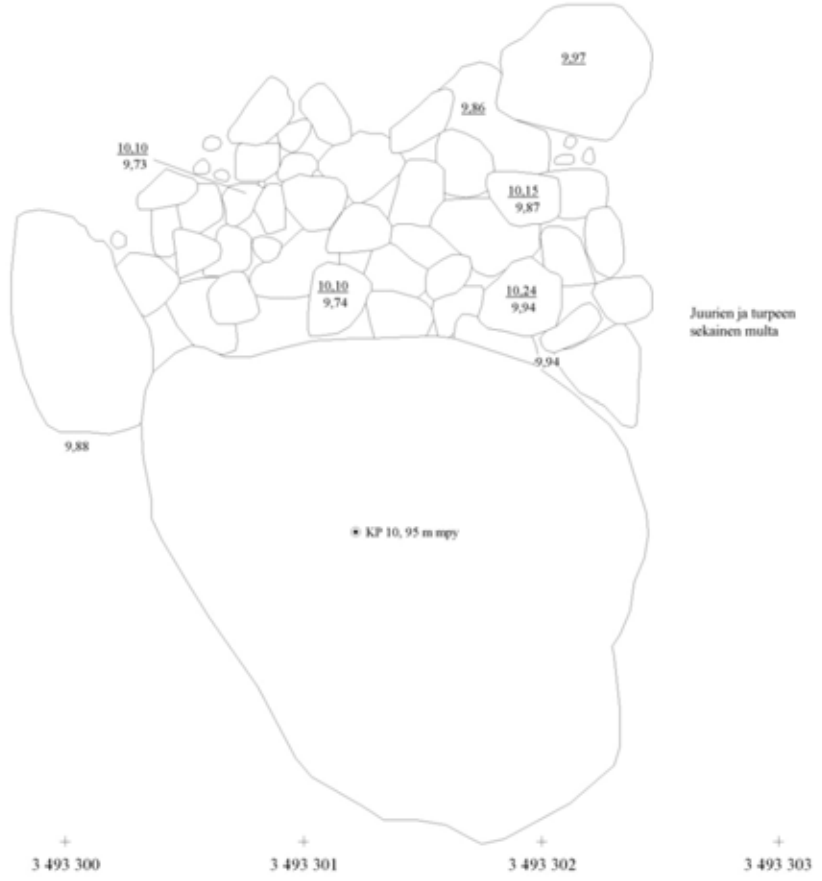 9,97
9,86
10,10
9,73
10,15
9,87
10,10
9,74
10,24
9,94
Juurien ja turpeen
sekainen multa
9,94
9,88
KP 10, 95 m mpy
3 493 300
3 493 301
3 493 302
3 493 303